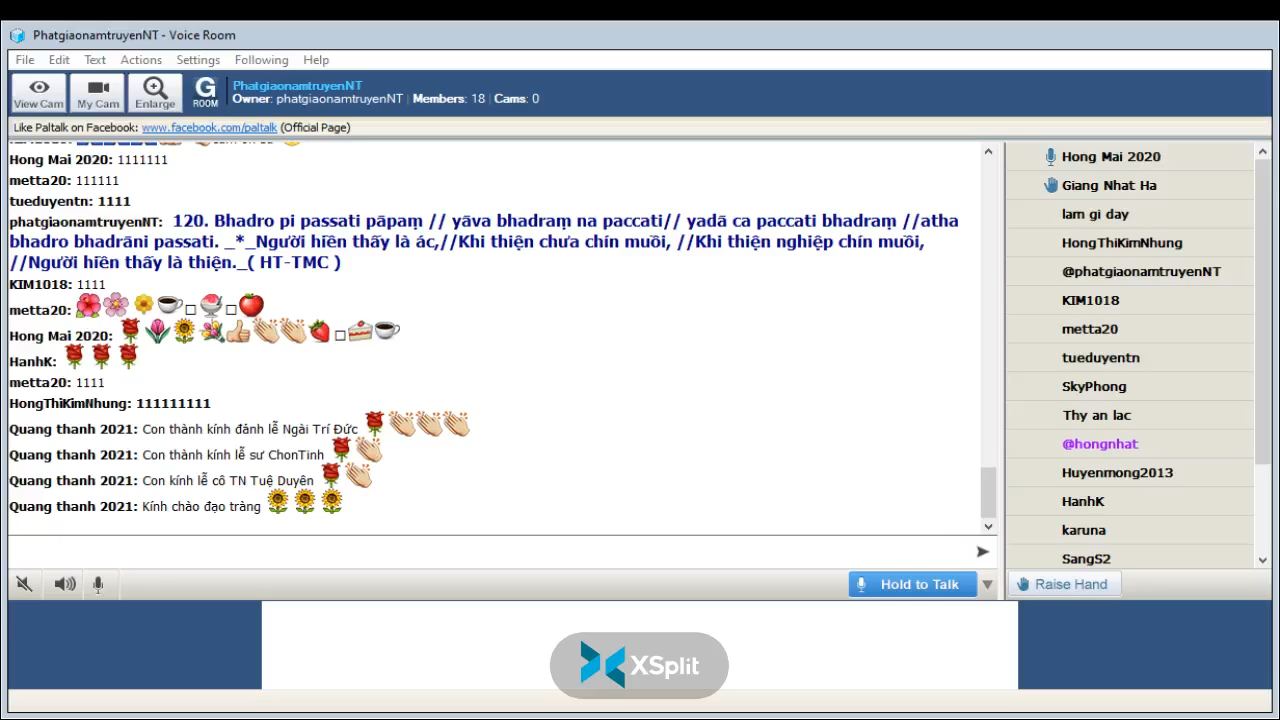 PhatgiaonamtruyenNT - Voice Room
File Edit Text Actions Settings Following Help
View Cam My Cam Enlarge G ROOM
PhatgiaonamtruyenNT
Owner: phatgiaonamtruyenNT | Members: 18 | Cams: 0
Like Paltalk on Facebook: www.facebook.com/paltalk (Official Page)
Hong Mai 2020: 1111111
metta20: 111111
tueduyentn: 1111
phatgiaonamtruyenNT: 120. Bhadro pi passati pāpaṃ // yāva bhadraṃ na paccati// yadā ca paccati bhadraṃ //atha
bhadro bhadrāni passati. _*_Người hiền thấy là ác,//Khi thiện chưa chín muồi, //Khi thiện nghiệp chín muồi,
//Người hiền thấy là thiện._( HT-TMC )
KIM1018: 1111
metta20:
Hong Mai 2020:
HanhK:
metta20: 1111
HongThiKimNhung: 111111111
Quang thanh 2021: Con thành kính đảnh lễ Ngài Trí Đức
Quang thanh 2021: Con thành kính lễ sư ChonTinh
Quang thanh 2021: Con kính lễ cô TN Tuệ Duyên
Quang thanh 2021: Kính chào đạo tràng
Hong Mai 2020
Giang Nhat Ha
lam gi day
HongThiKimNhung
@phatgiaonamtruyenNT
KIM1018
metta20
tueduyentn
SkyPhong
Thy an lac
@hongnhat
Huyenmong2013
HanhK
karuna
SangS2
Hold to Talk
Raise Hand
XSplit